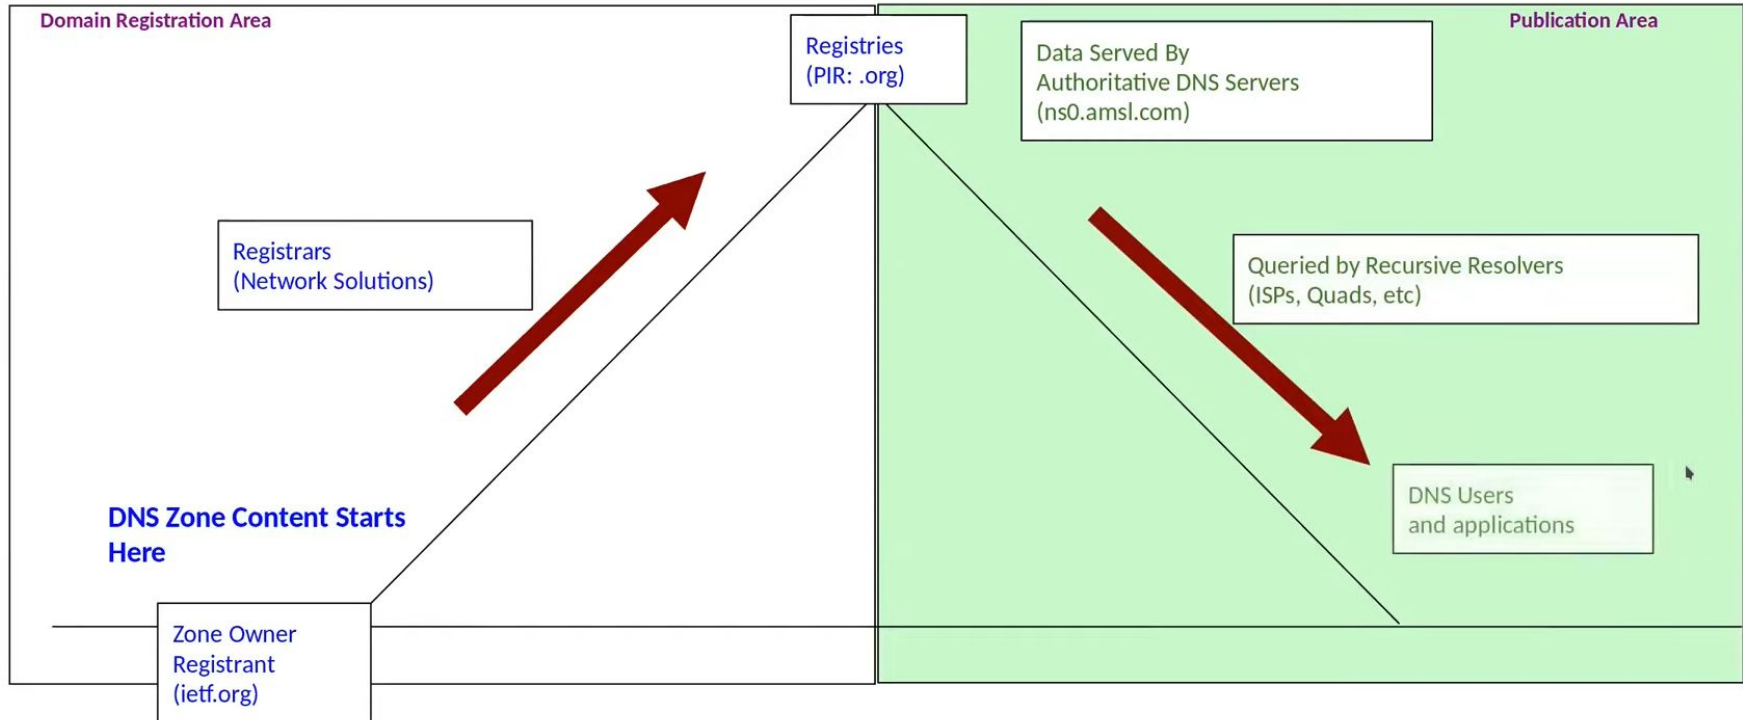 Domain Registration Area
Publication Area
Registries
(PIR: .org)
Data Served By
Authoritative DNS Servers
(ns0.amsl.com)
Registrars
(Network Solutions)
Queried by Recursive Resolvers
(ISPs, Quads, etc)
DNS Users
and applications
DNS Zone Content Starts
Here
Zone Owner
Registrant
(ietf.org)